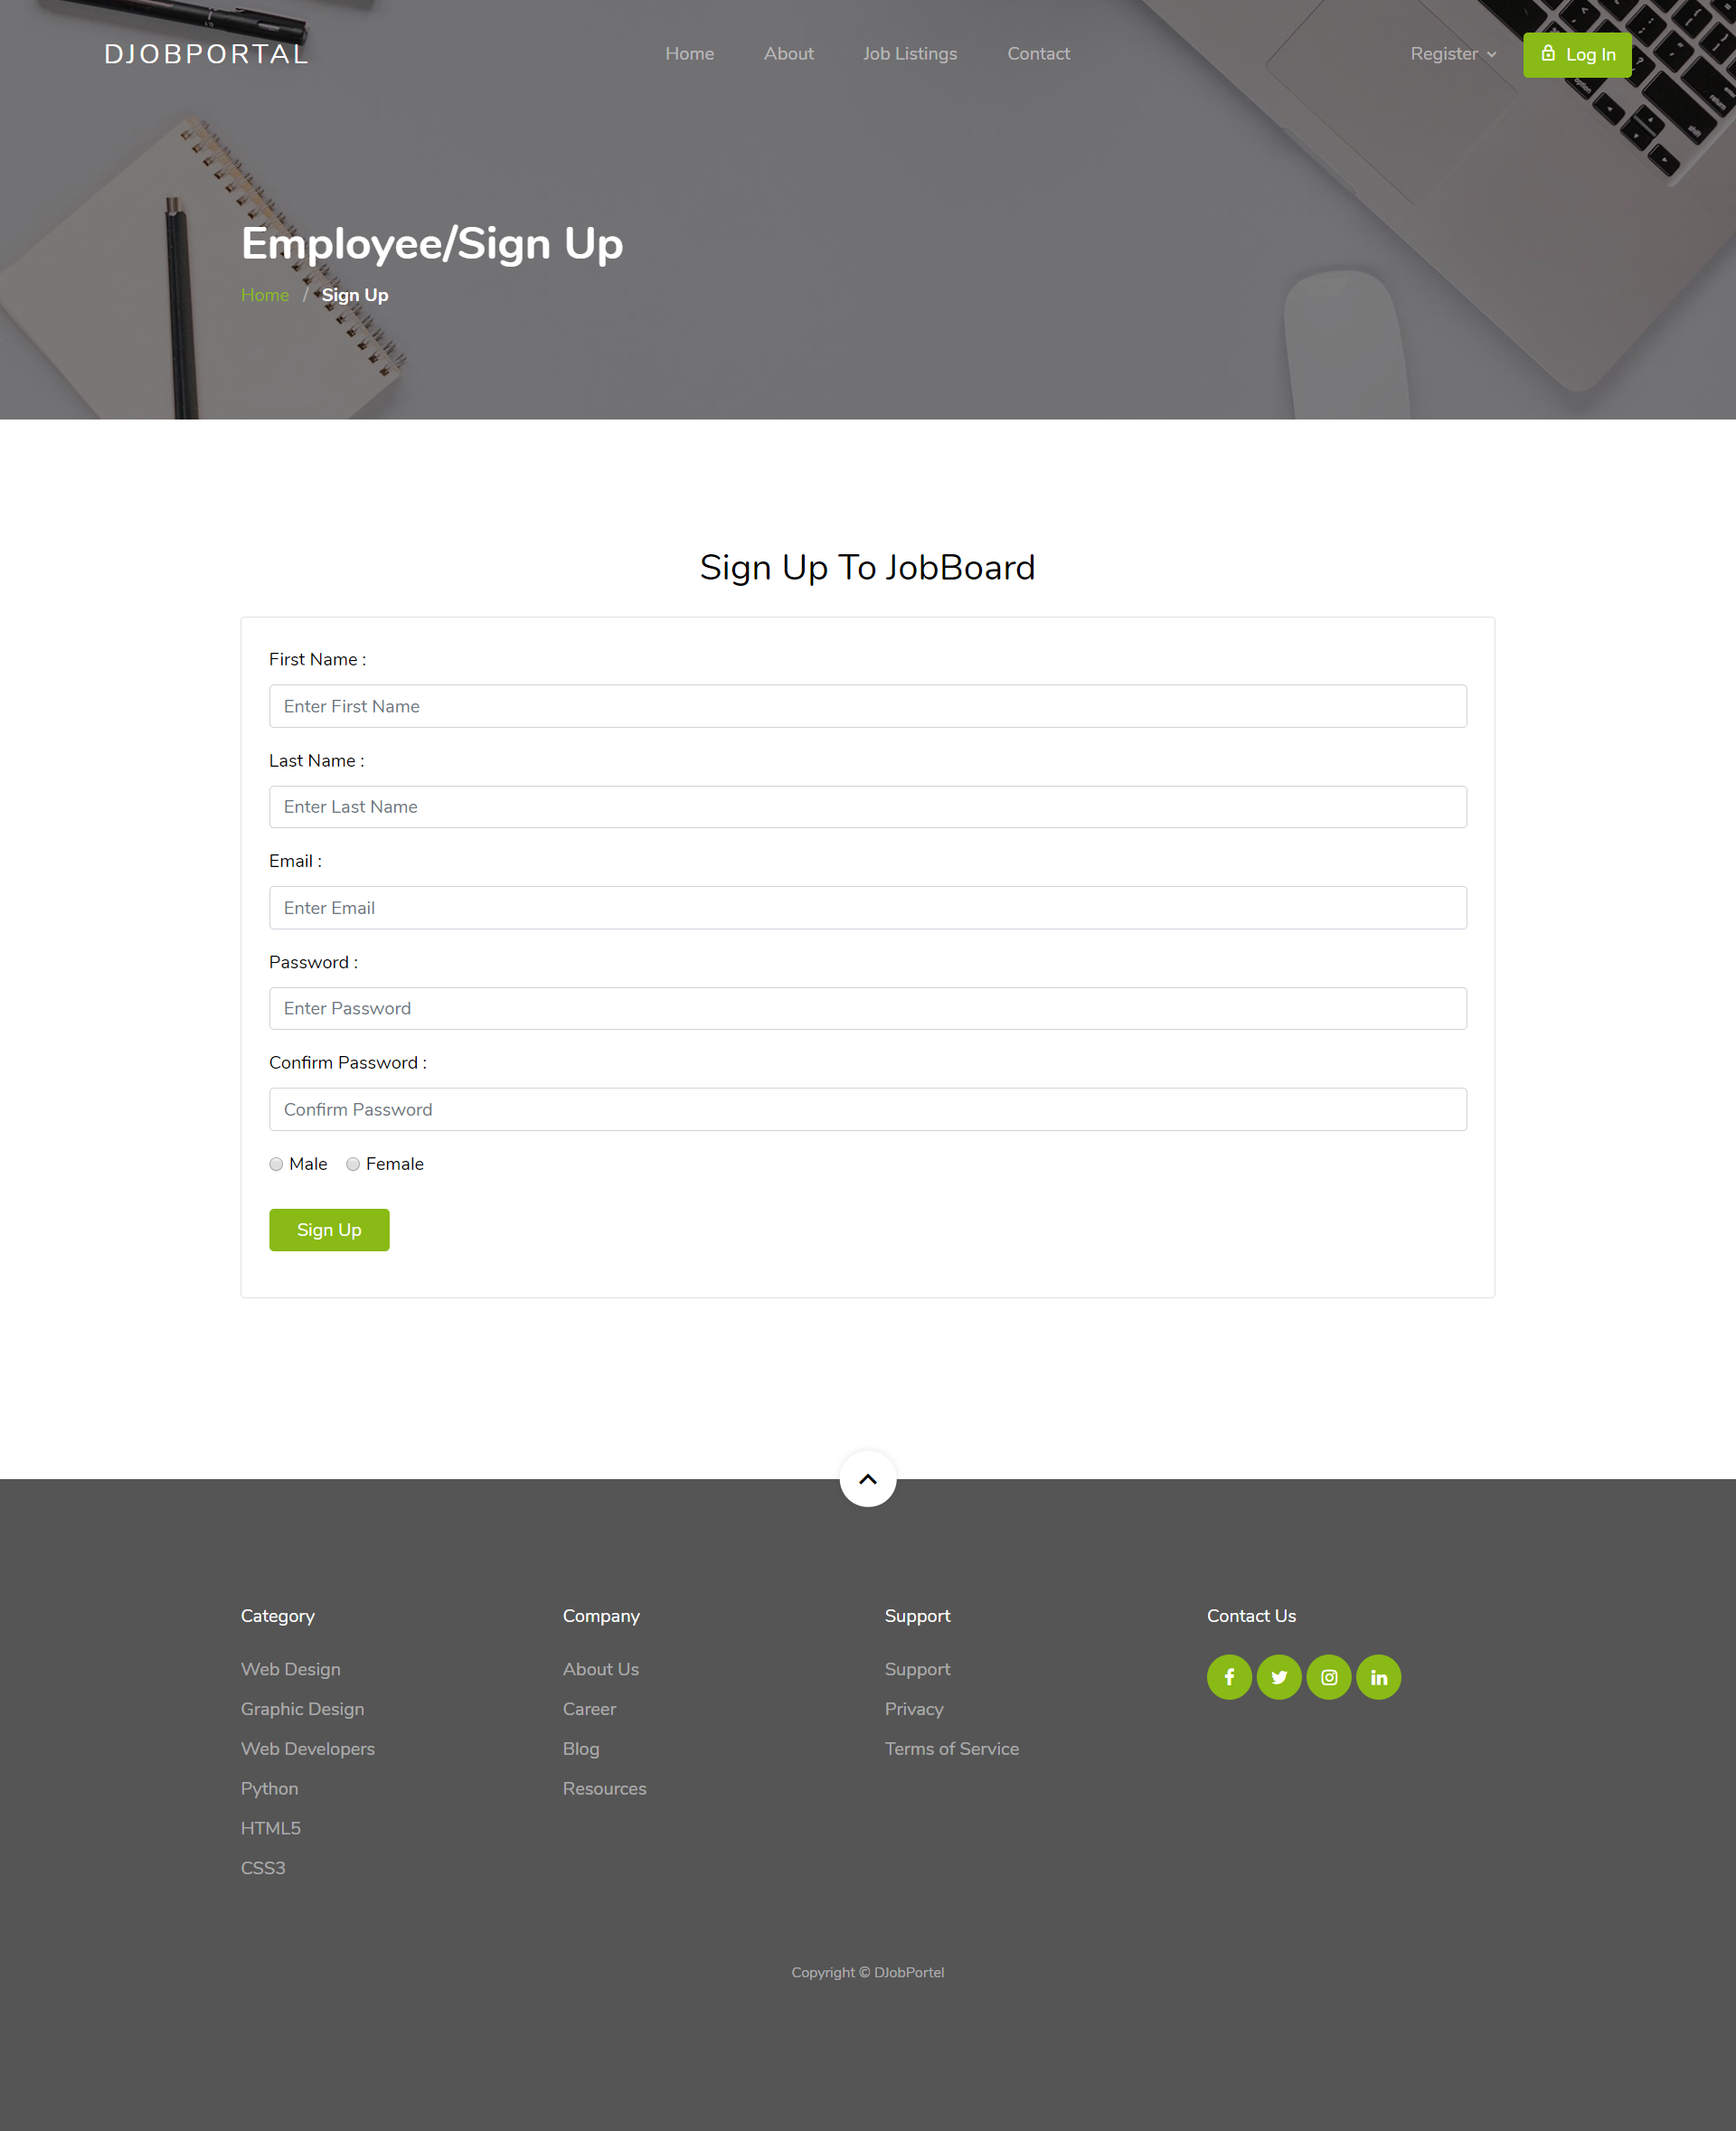 DJOBPORTAL
Home About Job Listings Contact
Register Log In
Employee/Sign Up
Home / Sign Up
Sign Up To JobBoard
First Name :
Enter First Name
Last Name :
Enter Last Name
Email :
Enter Email
Password :
Enter Password
Confirm Password :
Confirm Password
Male Female
Sign Up
Category
Web Design
Graphic Design
Web Developers
Python
HTML5
CSS3
Company
About Us
Career
Blog
Resources
Support
Support
Privacy
Terms of Service
Contact Us
Copyright © DJobPortel